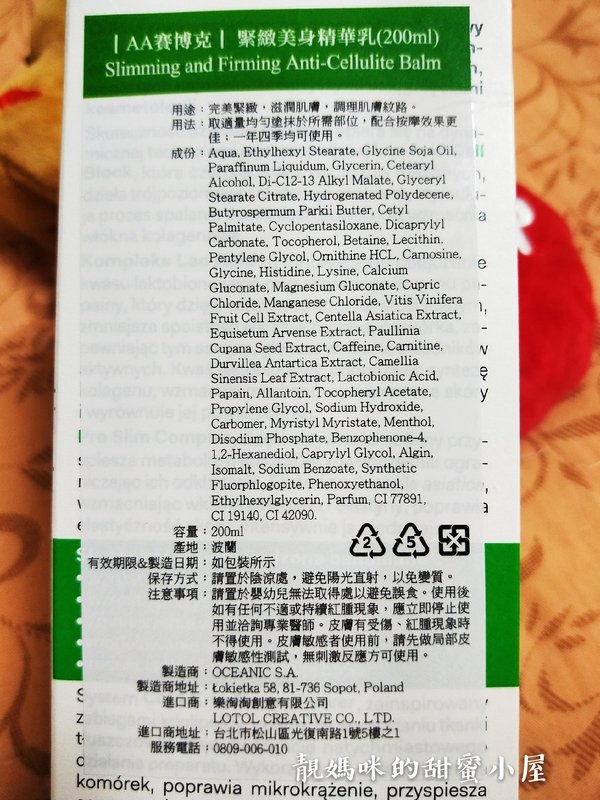 | AA賽博克 | 緊緻美身精華乳(200ml)
Slimming and Firming Anti-Cellulite Balm
用途：完美緊緻，滋潤肌膚，調理肌膚紋路。
用法：取適量均勻塗抹於所需部位，配合按摩效果更
佳；一年四季均可使用。
成份：Aqua, Ethylhexyl Stearate, Glycine Soja Oil,
Paraffinum Liquidum, Glycerin, Cetearyl
Alcohol, Di-C12-13 Alkyl Malate, Glyceryl
Stearate Citrate, Hydrogenated Polydecene,
Butyrospermum Parkii Butter, Cetyl
Palmitate, Cyclopentasiloxane, Dicaprylyl
Carbonate, Tocopherol, Betaine, Lecithin,
Pentylene Glycol, Ornithine HCL, Carnosine,
Glycine, Histidine, Lysine, Calcium
Gluconate, Magnesium Gluconate, Cupric
Chloride, Manganese Chloride, Vitis Vinifera
Fruit Cell Extract, Centella Asiatica Extract,
Equisetum Arvense Extract, Paullinia
Cupana Seed Extract, Caffeine, Carnitine,
Durvillea Antartica Extract, Camellia
Sinensis Leaf Extract, Lactobionic Acid,
Papain, Allantoin, Tocopheryl Acetate,
Propylene Glycol, Sodium Hydroxide,
Carbomer, Myristyl Myristate, Menthol,
Disodium Phosphate, Benzophenone-4,
1,2-Hexanediol, Caprylyl Glycol, Algin,
Isomalt, Sodium Benzoate, Synthetic
Fluorphlogopite, Phenoxyethanol,
Ethylhexylglycerin, Parfum, CI 77891,
CI 19140, CI 42090.
容量：200ml
產地：波蘭
有效期限&製造日期：如包裝所示
保存方式：請置於陰涼處，避免陽光直射，以免變質。
注意事項：請置於嬰幼兒無法取得處以避免誤食。使用後
如有任何不適或持續紅腫現象，應立即停止使
用並洽詢專業醫師。皮膚有受傷、紅腫現象時
不得使用。皮膚敏感者使用前，請先做局部皮
膚敏感性測試，無刺激反應方可使用。
製造商：OCEANIC S.A.
製造商地址：Łokietka 58, 81-736 Sopot, Poland
進口商：樂淘淘創意有限公司
LOTOL CREATIVE CO., LTD.
進口商地址：台北市松山區光復南路1號5樓之1
服務電話：0809-006-010
2 5
komórek, poprawia mikrokrążenie, przyspiesza
靚媽咪的甜蜜小屋